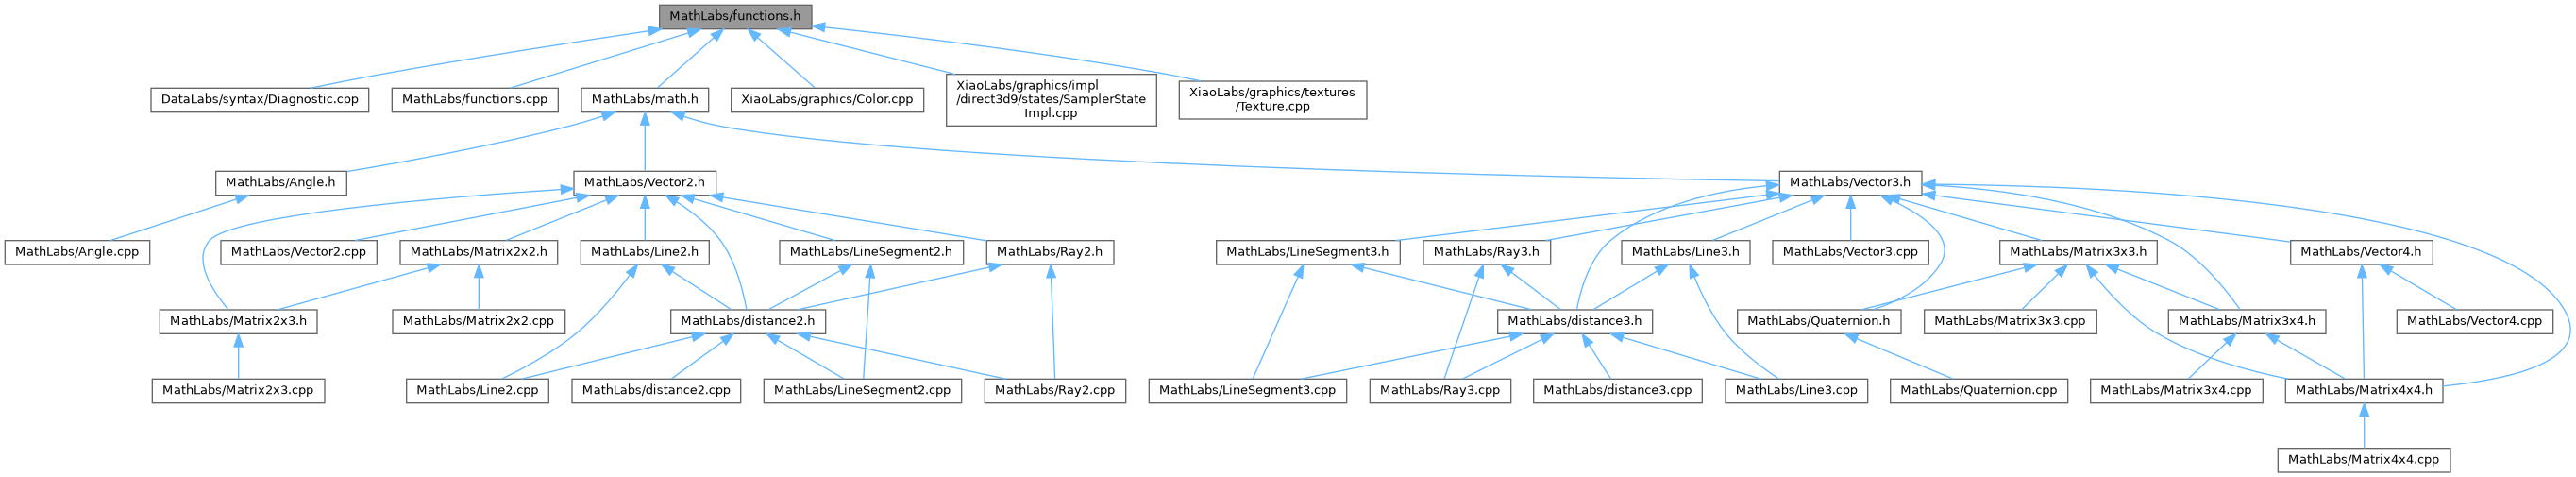 MathLabs/functions.h
DataLabs/syntax/Diagnostic.cpp
MathLabs/functions.cpp
MathLabs/math.h
XiaoLabs/graphics/Color.cpp
XiaoLabs/graphics/impl
/direct3d9/states/SamplerState
Impl.cpp
XiaoLabs/graphics/textures
/Texture.cpp
MathLabs/Angle.h
MathLabs/Vector2.h
MathLabs/Vector3.h
MathLabs/Angle.cpp
MathLabs/Vector2.cpp
MathLabs/Matrix2x2.h
MathLabs/Line2.h
MathLabs/LineSegment2.h
MathLabs/Ray2.h
MathLabs/LineSegment3.h
MathLabs/Ray3.h
MathLabs/Line3.h
MathLabs/Vector3.cpp
MathLabs/Matrix3x3.h
MathLabs/Vector4.h
MathLabs/Matrix2x3.h
MathLabs/Matrix2x2.cpp
MathLabs/distance2.h
MathLabs/distance3.h
MathLabs/Quaternion.h
MathLabs/Matrix3x3.cpp
MathLabs/Matrix3x4.h
MathLabs/Vector4.cpp
MathLabs/Matrix2x3.cpp
MathLabs/Line2.cpp
MathLabs/distance2.cpp
MathLabs/LineSegment2.cpp
MathLabs/Ray2.cpp
MathLabs/LineSegment3.cpp
MathLabs/Ray3.cpp
MathLabs/distance3.cpp
MathLabs/Line3.cpp
MathLabs/Quaternion.cpp
MathLabs/Matrix3x4.cpp
MathLabs/Matrix4x4.h
MathLabs/Matrix4x4.cpp